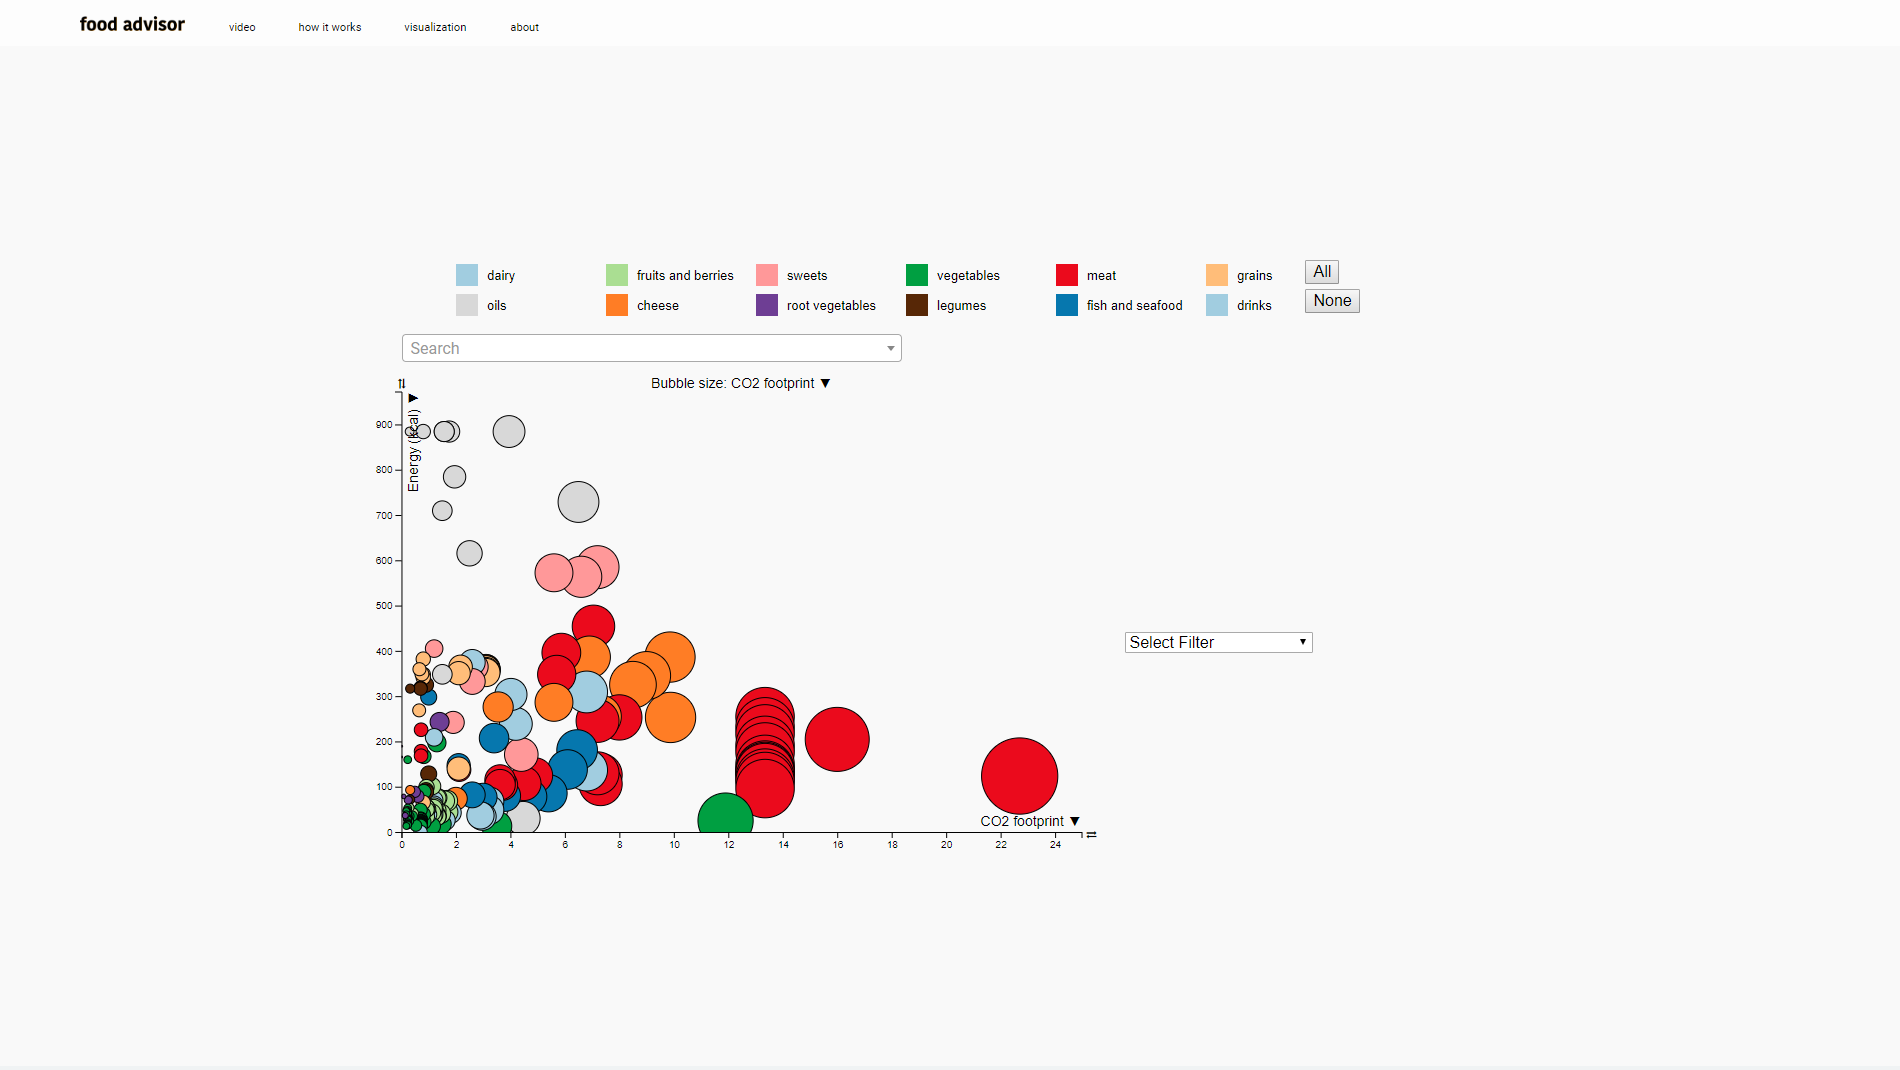 food advisor video how it works visualization about
dairy fruits and berries sweets vegetables meat grains All
oils cheese root vegetables legumes fish and seafood drinks None
Search
Bubble size: CO2 footprint ▼
Energy (kcal) ▼
900
800
700
600
500
400
300
200
100
0
Select Filter
CO2 footprint ▼
0 2 4 6 8 10 12 14 16 18 20 22 24